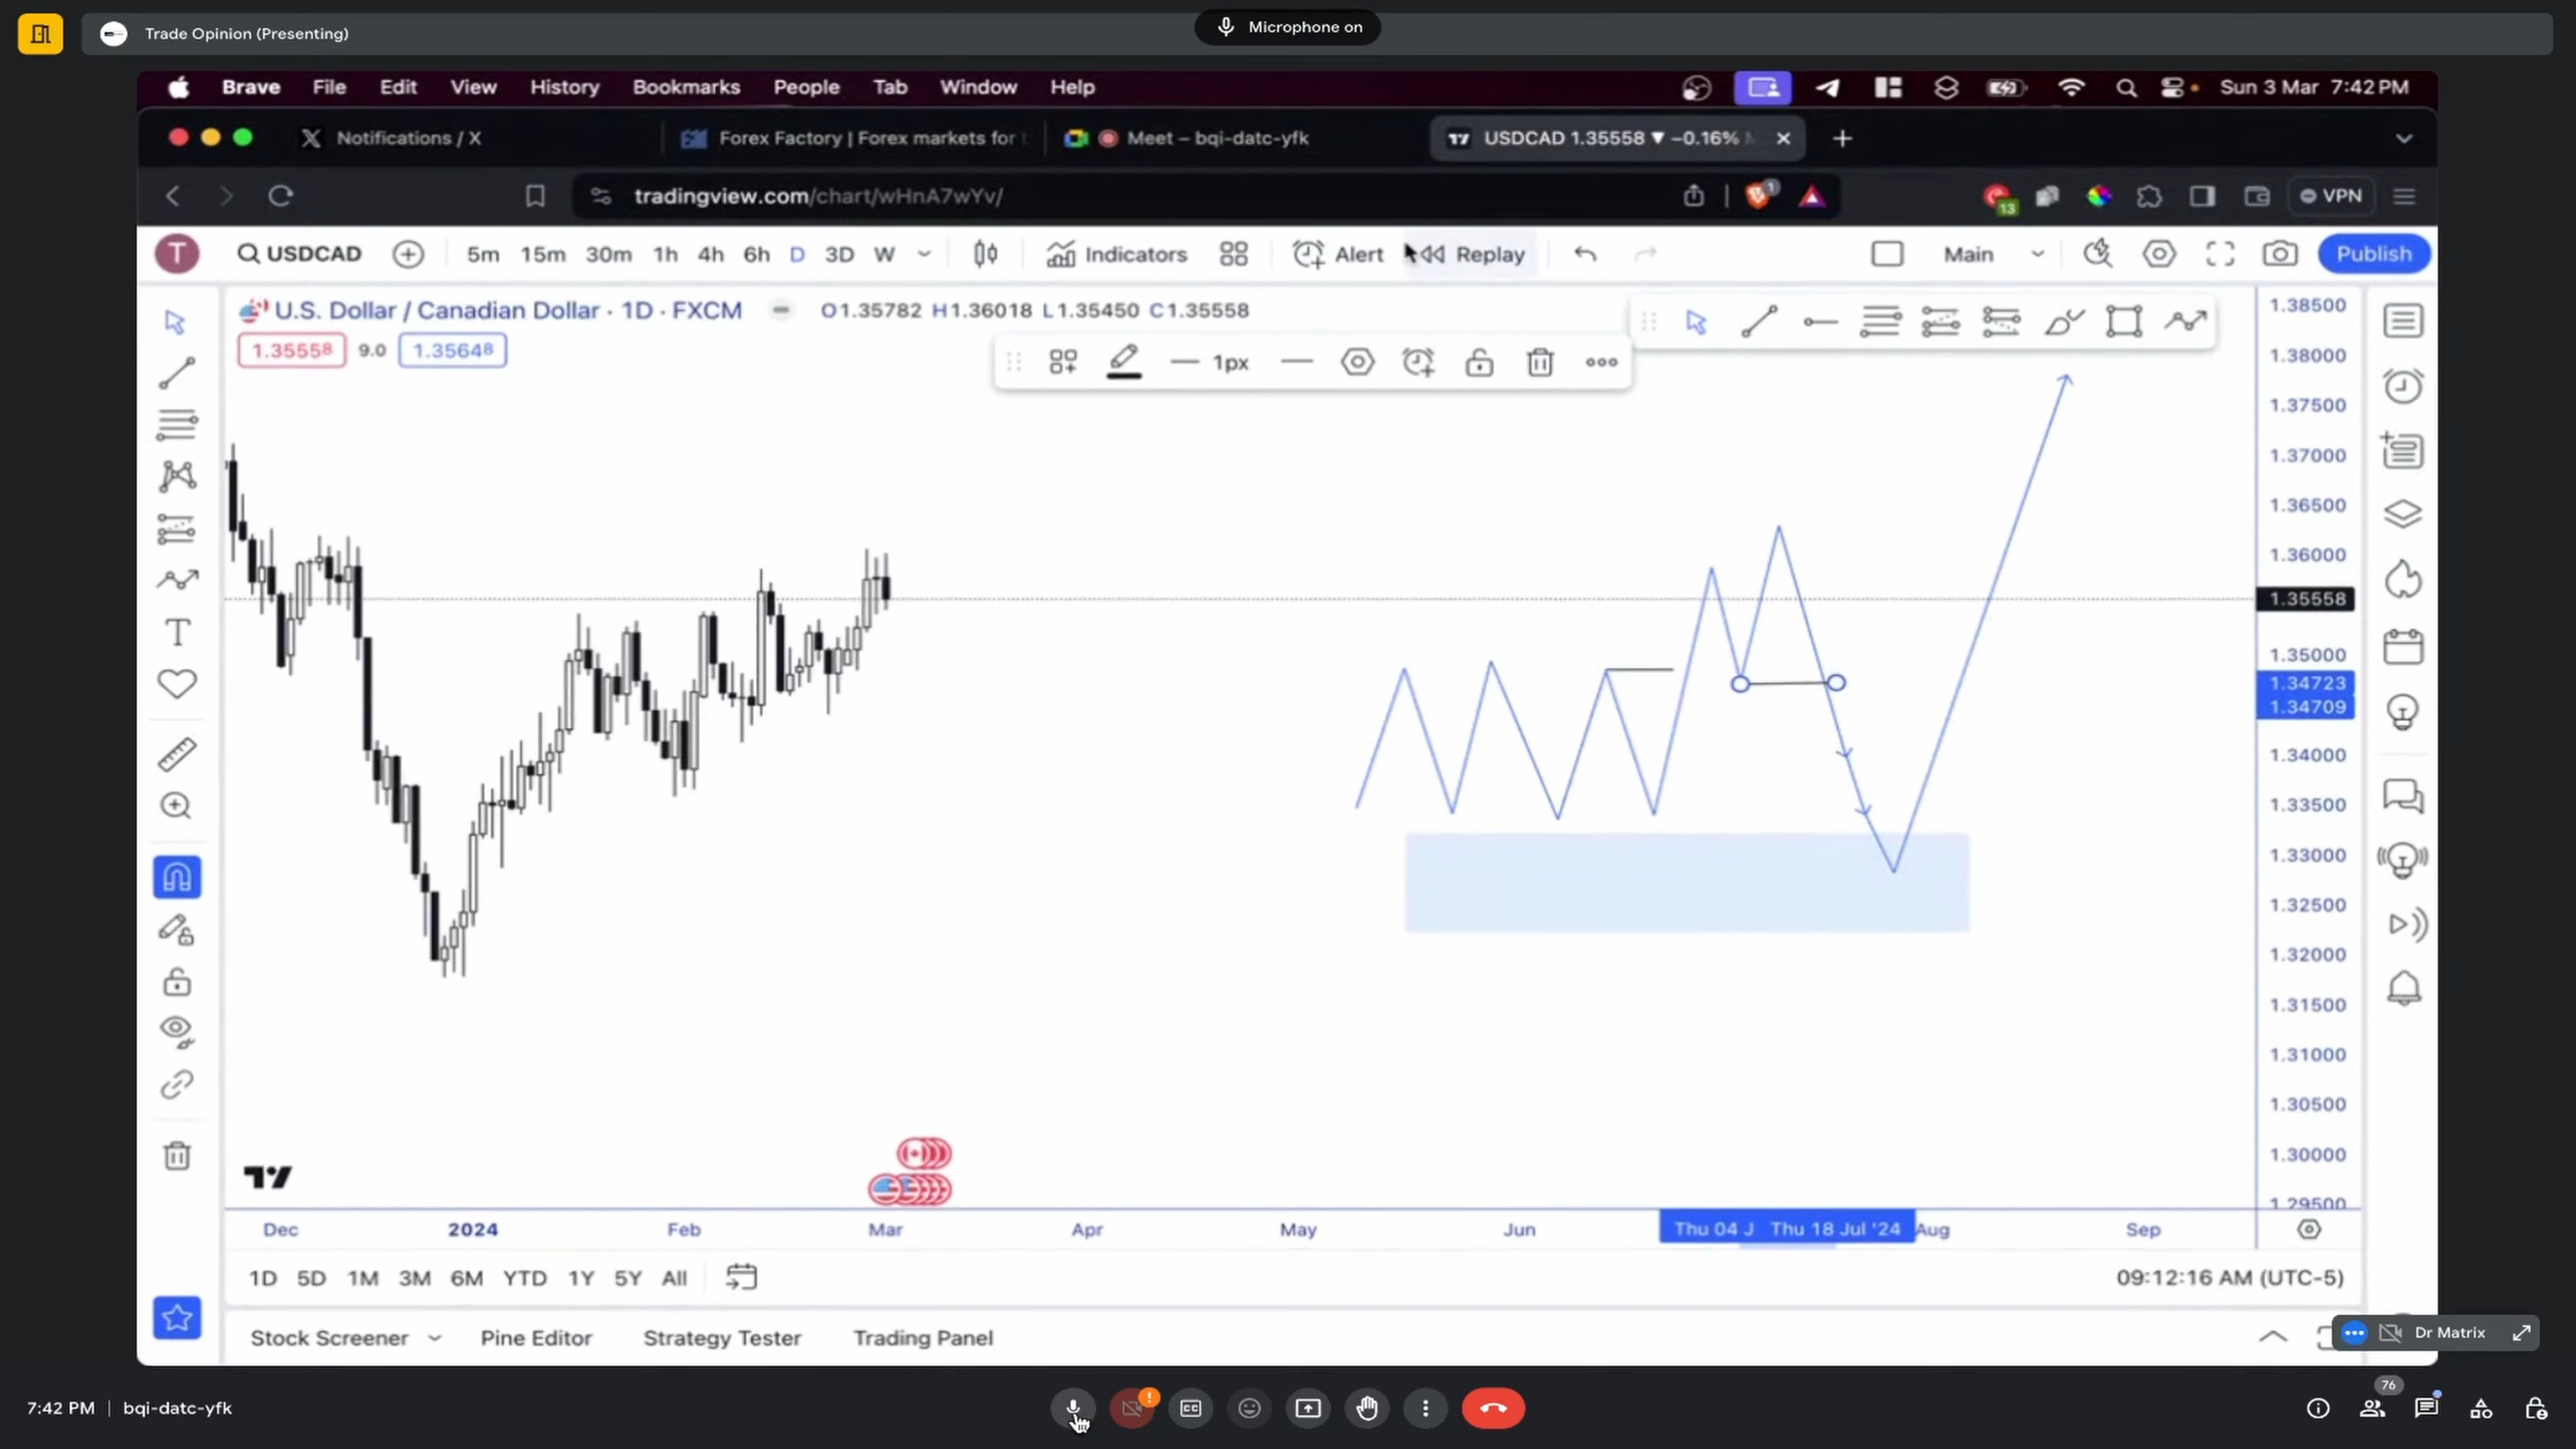 Trade Opinion (Presenting)
Microphone on
Brave File Edit View History Bookmarks People Tab Window Help
Sun 3 Mar 7:42 PM
Notifications / X
Forex Factory | Forex markets for
Meet – bqi-datc-yfk
USDCAD 1.35558 ▼ −0.16%
tradingview.com/chart/wHnA7wYv/
1
13
VPN
T
USDCAD
5m 15m 30m 1h 4h 6h D 3D W
Indicators
Alert
Replay
Main
Publish
U.S. Dollar / Canadian Dollar · 1D · FXCM
O1.35782 H1.36018 L1.35450 C1.35558
1.35558 9.0 1.35648
1px
1.38500
1.38000
1.37500
1.37000
1.36500
1.36000
1.35558
1.35000
1.34723
1.34709
1.34000
1.33500
1.33000
1.32500
1.32000
1.31500
1.31000
1.30500
1.30000
1.29500
Dec 2024 Feb Mar Apr May Jun Thu 04 J Thu 18 Jul '24 Aug Sep
1D 5D 1M 3M 6M YTD 1Y 5Y All
09:12:16 AM (UTC-5)
Stock Screener Pine Editor Strategy Tester Trading Panel
Dr Matrix
7:42 PM | bqi-datc-yfk
76